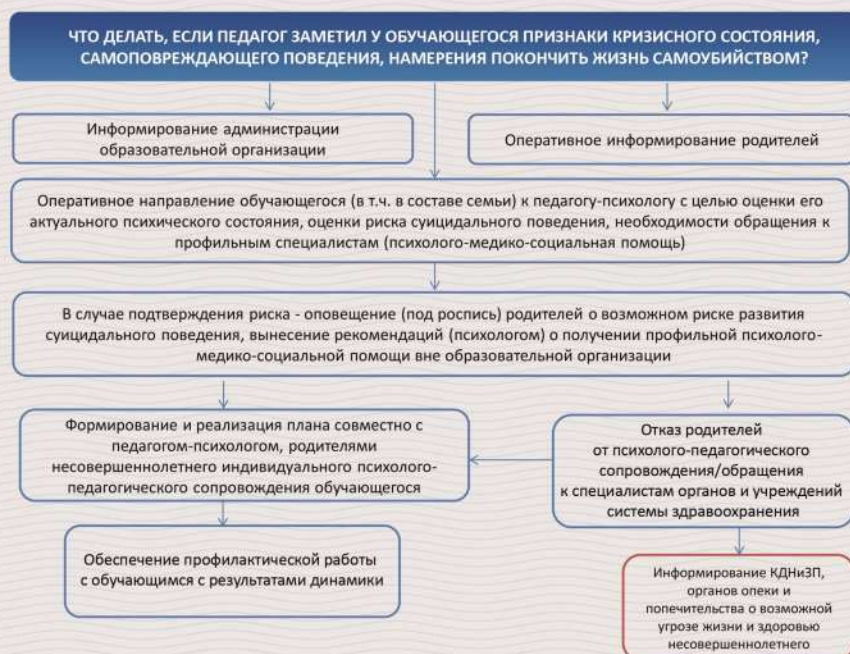 ЧТО ДЕЛАТЬ, ЕСЛИ ПЕДАГОГ ЗАМЕТИЛ У ОБУЧАЮЩЕГОСЯ ПРИЗНАКИ КРИЗИСНОГО СОСТОЯНИЯ,
САМОПОВРЕЖДАЮЩЕГО ПОВЕДЕНИЯ, НАМЕРЕНИЯ ПОКОНЧИТЬ ЖИЗНЬ САМОУБИЙСТВОМ?
Информирование администрации
образовательной организации
Оперативное информирование родителей
Оперативное направление обучающегося (в т.ч. в составе семьи) к педагогу-психологу с целью оценки его
актуального психического состояния, оценки риска суицидального поведения, необходимости обращения к
профильным специалистам (психолого-медико-социальная помощь)
В случае подтверждения риска - оповещение (под роспись) родителей о возможном риске развития
суицидального поведения, вынесение рекомендаций (психологом) о получении профильной психолого-
медико-социальной помощи вне образовательной организации
Формирование и реализация плана совместно с
педагогом-психологом, родителями
несовершеннолетнего индивидуального психолого-
педагогического сопровождения обучающегося
Отказ родителей
от психолого-педагогического
сопровождения/обращения
к специалистам органов и учреждений
системы здравоохранения
Обеспечение профилактической работы
с обучающимся с результатами динамики
Информирование КДНиЗП,
органов опеки и
попечительства о возможной
угрозе жизни и здоровью
несовершеннолетнего